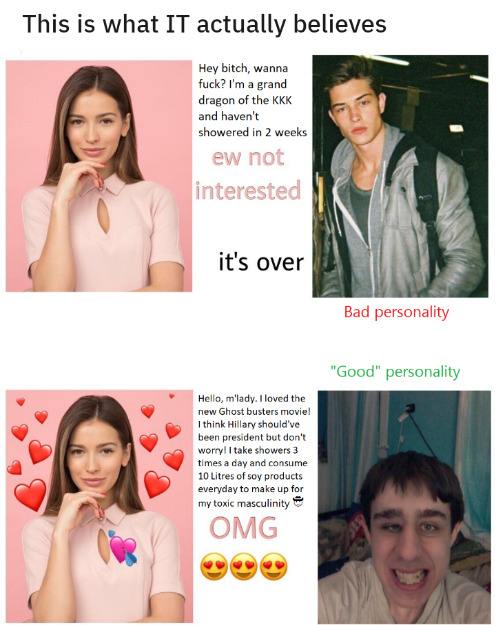 This is what IT actually believes
Hey bitch, wanna
fuck? I'm a grand
dragon of the KKK
and haven't
showered in 2 weeks
ew not
interested
it's over
Bad personality
"Good" personality
Hello, m'lady. I loved the
new Ghost busters movie!
I think Hillary should've
been president but don't
worry! I take showers 3
times a day and consume
10 Litres of soy products
everyday to make up for
my toxic masculinity
OMG